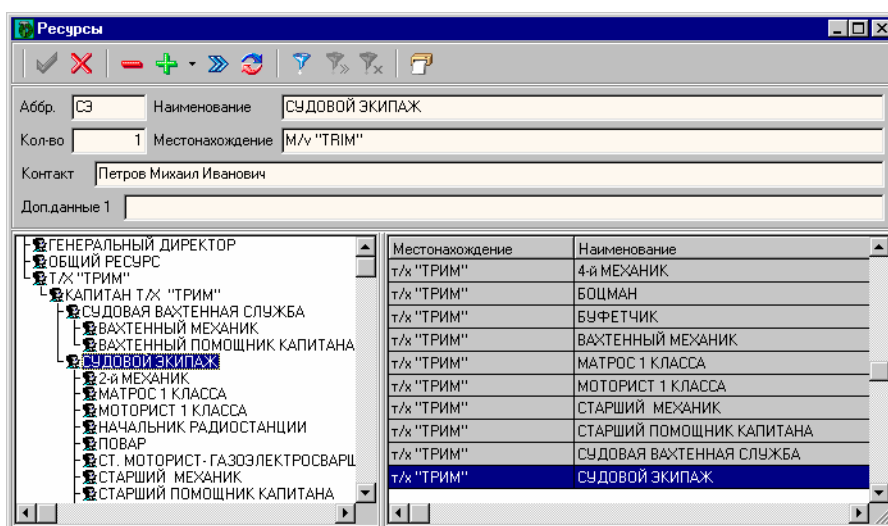 Ресурсы
Аббр. СЭ Наименование СУДОВОЙ ЭКИПАЖ
Кол-во 1 Местонахождение M/v "TRIM"
Контакт Петров Михаил Иванович
Доп.данные 1
ГЕНЕРАЛЬНЫЙ ДИРЕКТОР
ОБЩИЙ РЕСУРС
Т/Х "ТРИМ"
КАПИТАН Т/Х "ТРИМ"
СУДОВАЯ ВАХТЕННАЯ СЛУЖБА
ВАХТЕННЫЙ МЕХАНИК
ВАХТЕННЫЙ ПОМОЩНИК КАПИТАНА
СУДОВОЙ ЭКИПАЖ
2-й МЕХАНИК
МАТРОС 1 КЛАССА
МОТОРИСТ 1 КЛАССА
НАЧАЛЬНИК РАДИОСТАНЦИИ
ПОВАР
СТ. МОТОРИСТ-ГАЗОЭЛЕКТРОСВАРЩ
СТАРШИЙ МЕХАНИК
СТАРШИЙ ПОМОЩНИК КАПИТАНА
Местонахождение Наименование
т/х "ТРИМ" 4-й МЕХАНИК
т/х "ТРИМ" БОЦМАН
т/х "ТРИМ" БУФЕТЧИК
т/х "ТРИМ" ВАХТЕННЫЙ МЕХАНИК
т/х "ТРИМ" МАТРОС 1 КЛАССА
т/х "ТРИМ" МОТОРИСТ 1 КЛАССА
т/х "ТРИМ" СТАРШИЙ МЕХАНИК
т/х "ТРИМ" СТАРШИЙ ПОМОЩНИК КАПИТАНА
т/х "ТРИМ" СУДОВАЯ ВАХТЕННАЯ СЛУЖБА
т/х "ТРИМ" СУДОВОЙ ЭКИПАЖ